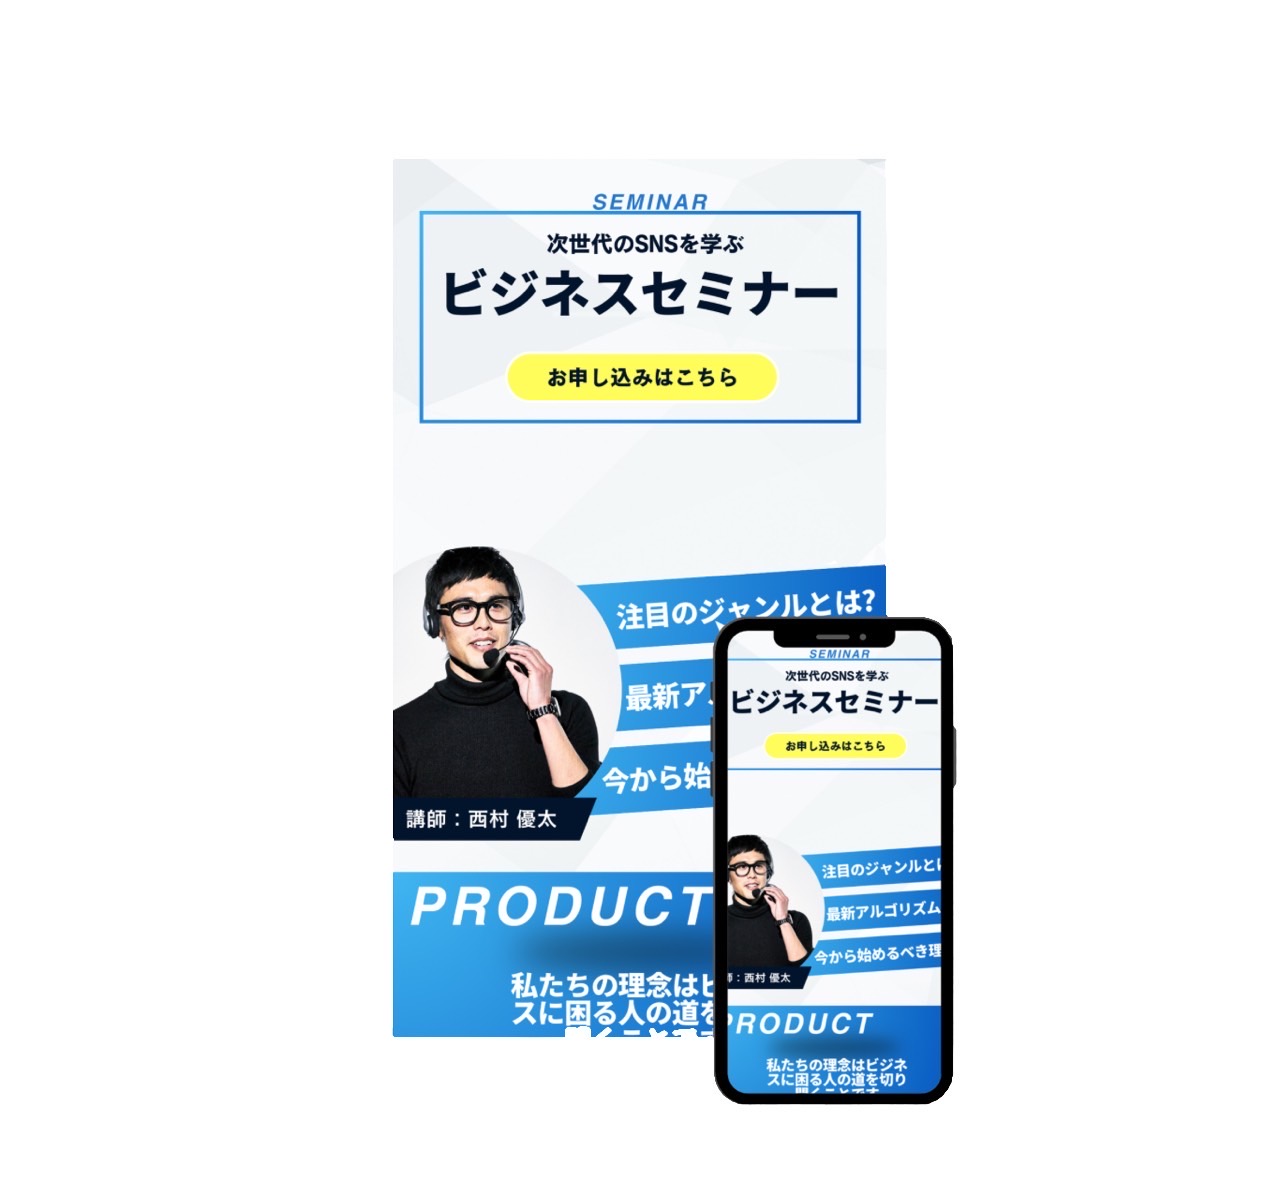 SEMINAR
次世代のSNSを学ぶ
ビジネスセミナー
お申し込みはこちら
注目のジャンルとは?
最新ア
今から始
講師：西村 優太
PRODUCT
私たちの理念はビ
スに困る人の道を
SEMINAR
次世代のSNSを学ぶ
ビジネスセミナー
お申し込みはこちら
注目のジャンルと
最新アルゴリズム
今から始めるべき理
師：西村 優太
PRODUCT
私たちの理念はビジネ
スに困る人の道を切り
開くことです